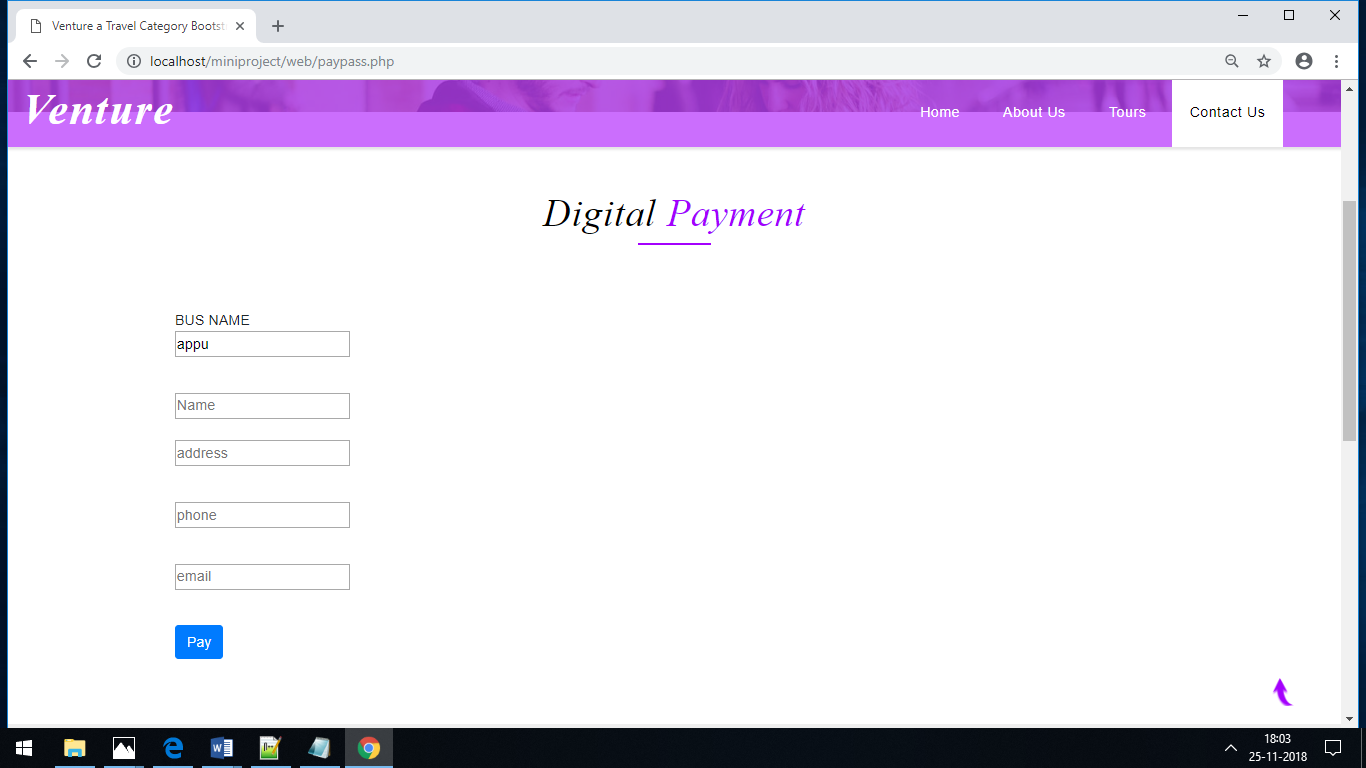 Venture a Travel Category Bootst
localhost/miniproject/web/paypass.php
Venture
Home About Us Tours Contact Us
Digital Payment
BUS NAME
appu
Name
address
phone
email
Pay
18:03
25-11-2018